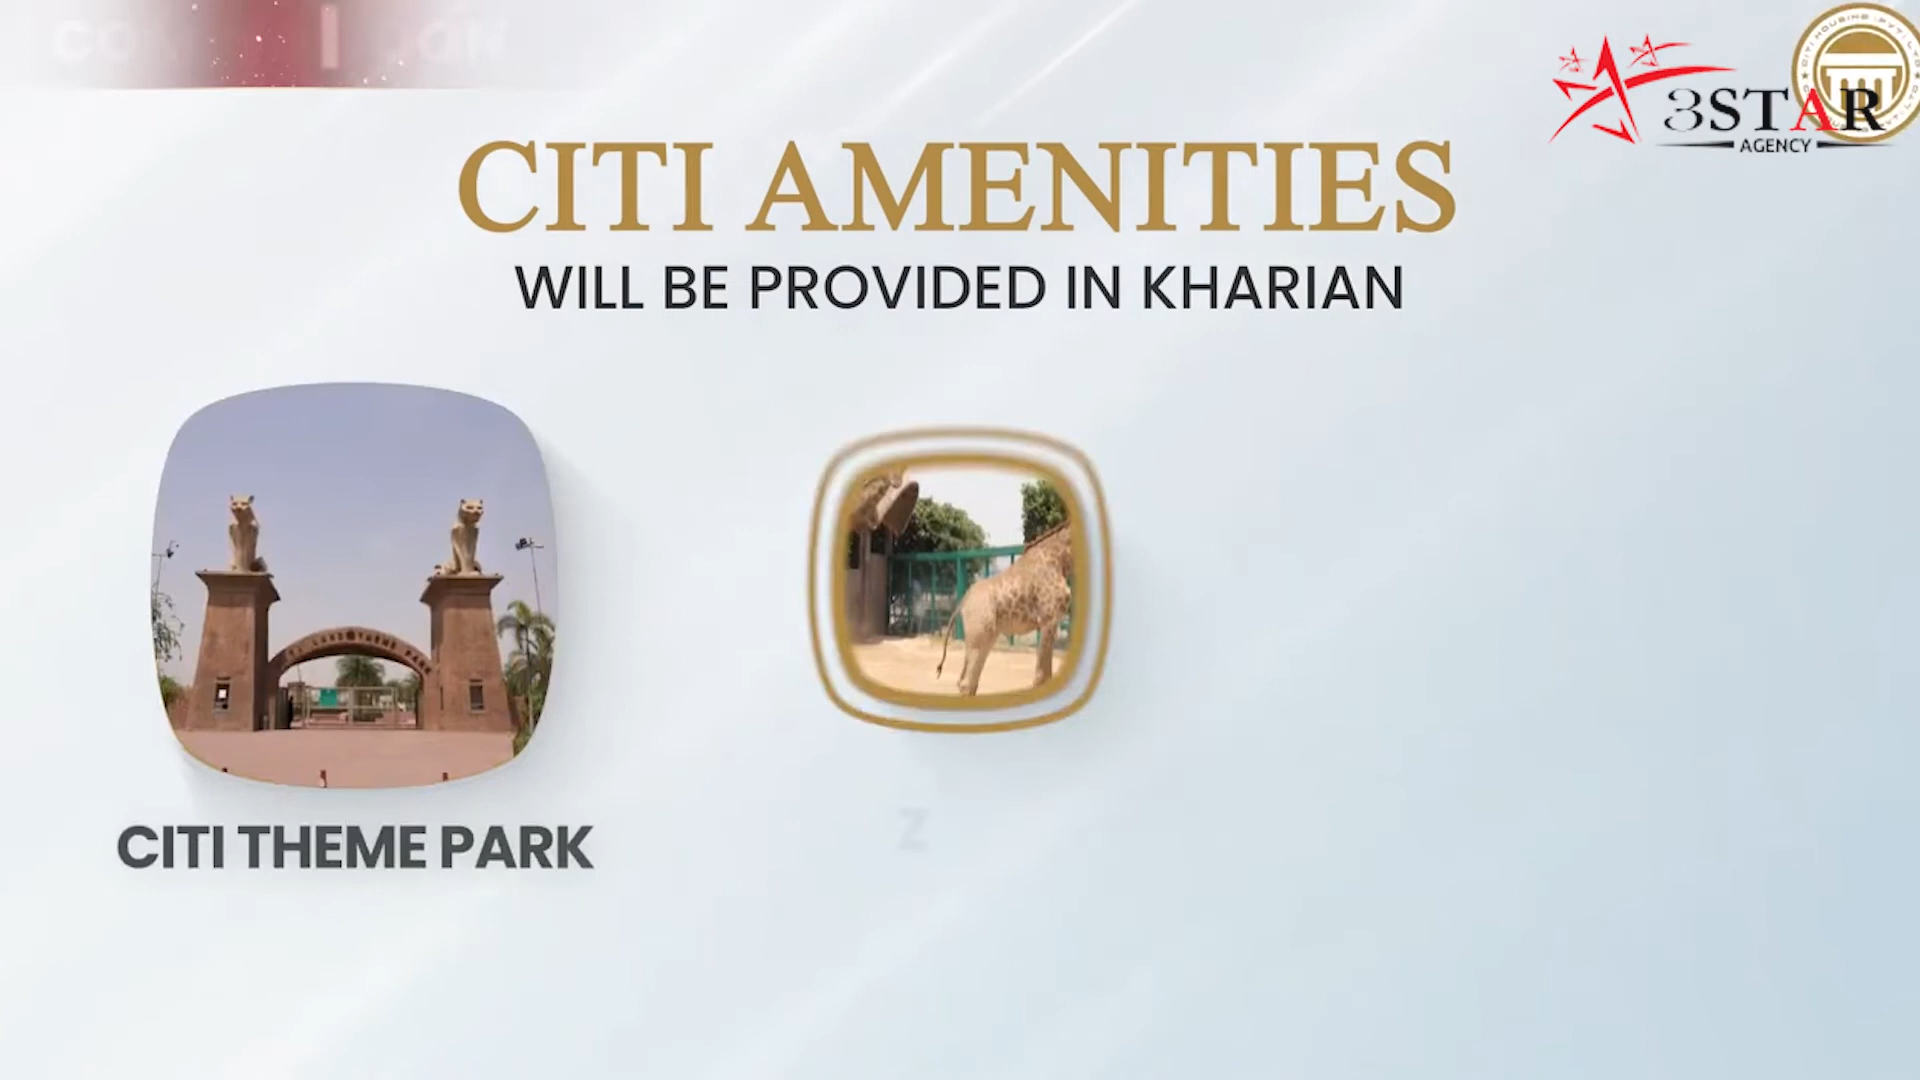 3STAR
AGENCY
CITI AMENITIES
WILL BE PROVIDED IN KHARIAN
CITI THEME PARK
Z